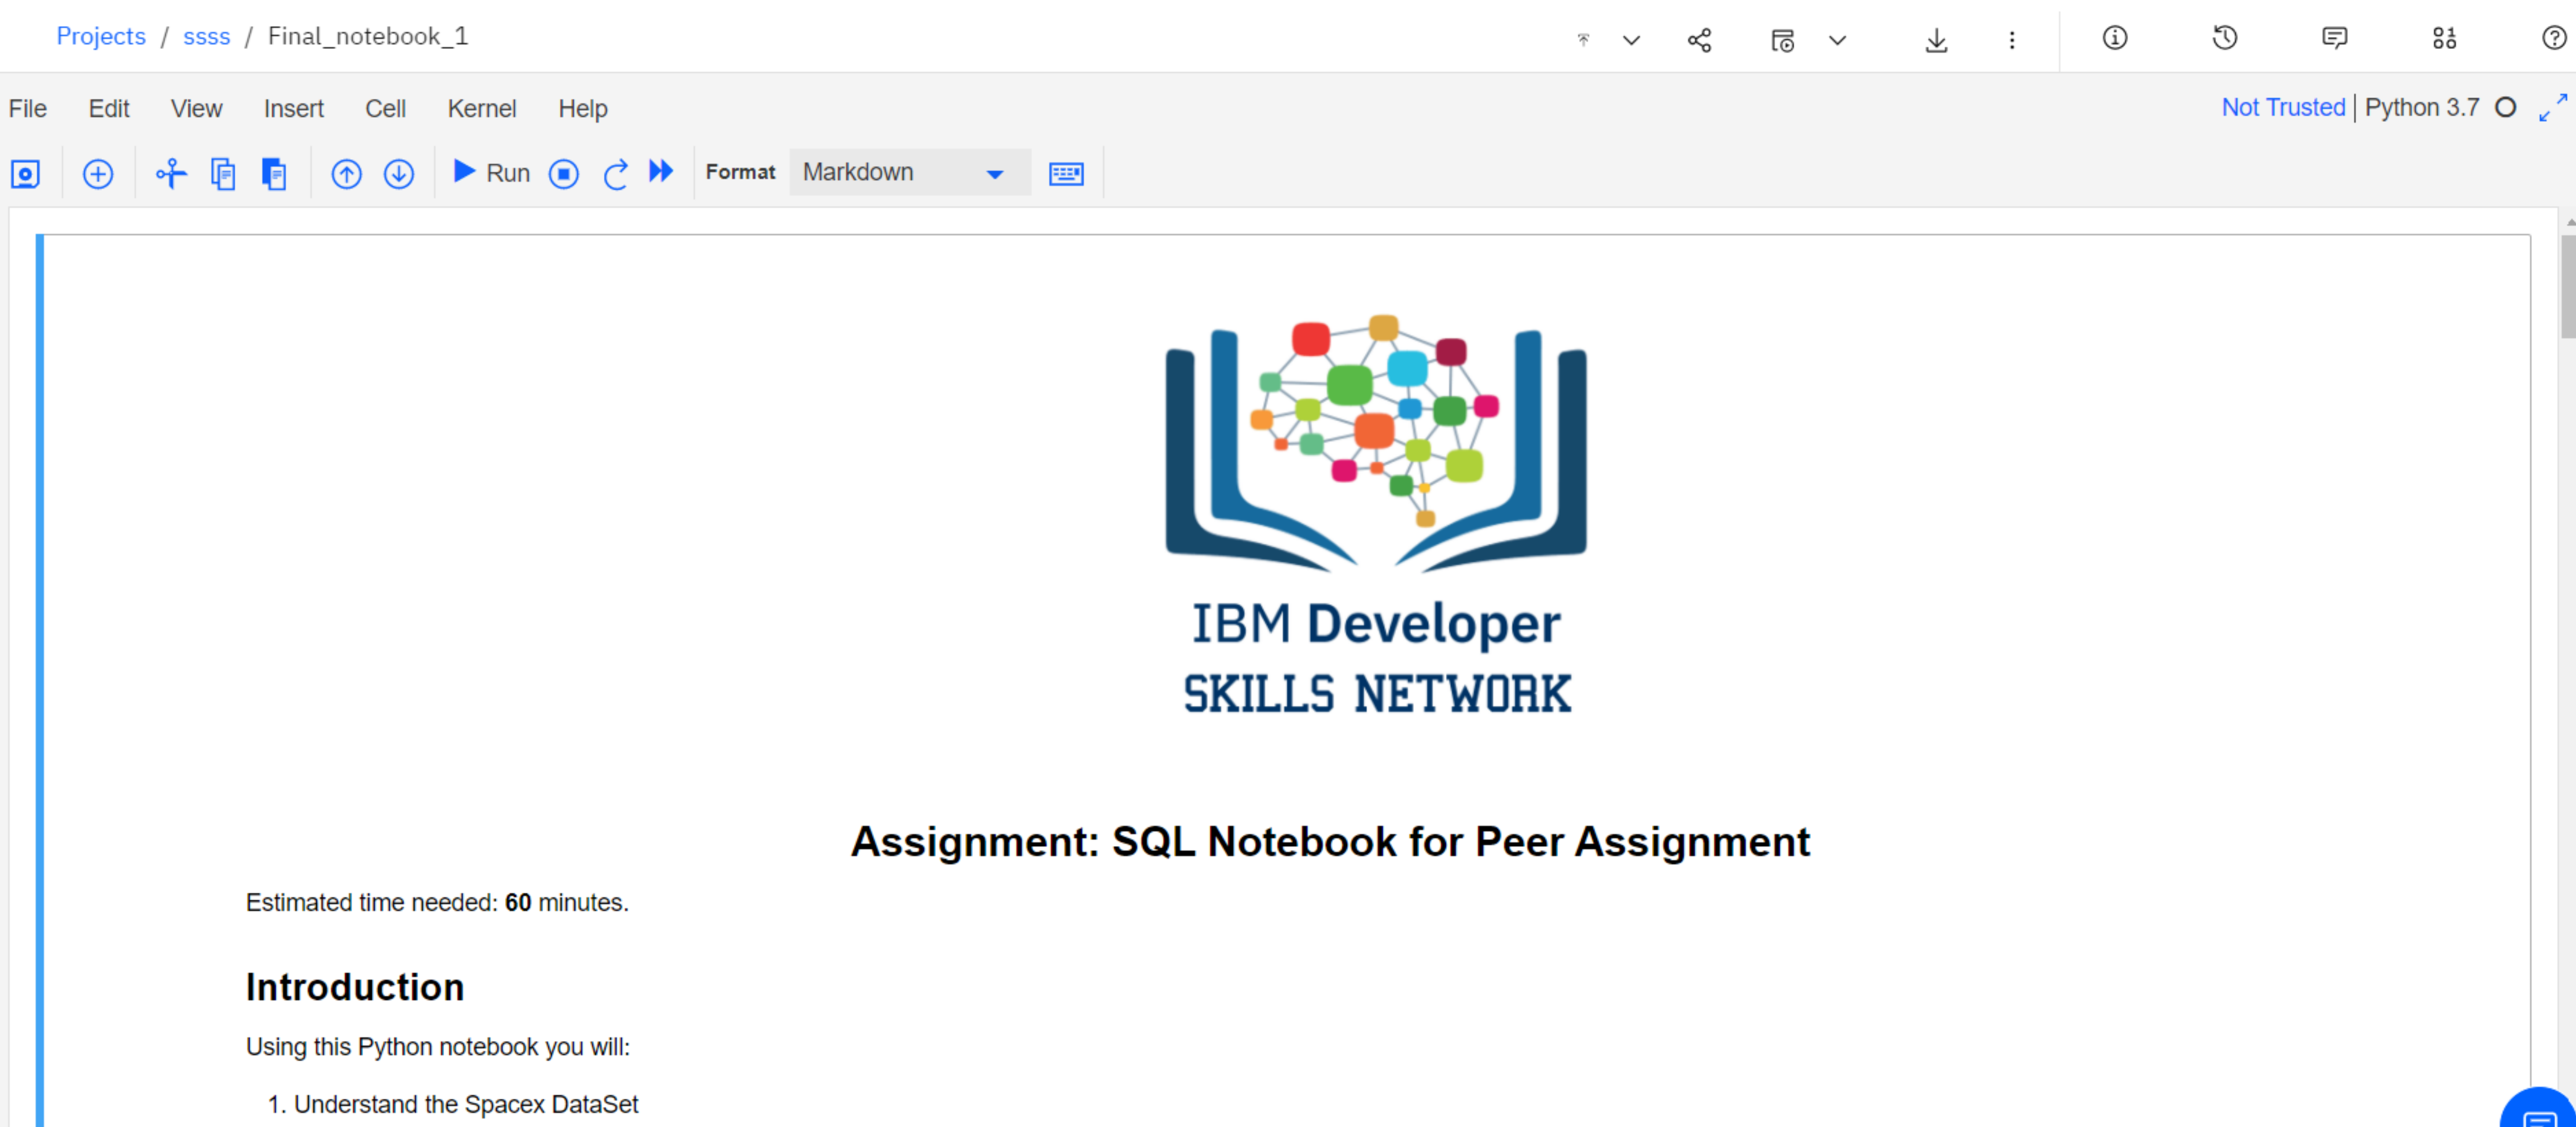 Projects / ssss / Final_notebook_1
File Edit View Insert Cell Kernel Help
Not Trusted | Python 3.7
Run
Format
Markdown
IBM Developer
SKILLS NETWORK
Assignment: SQL Notebook for Peer Assignment
Estimated time needed: 60 minutes.
Introduction
Using this Python notebook you will:
1. Understand the Spacex DataSet